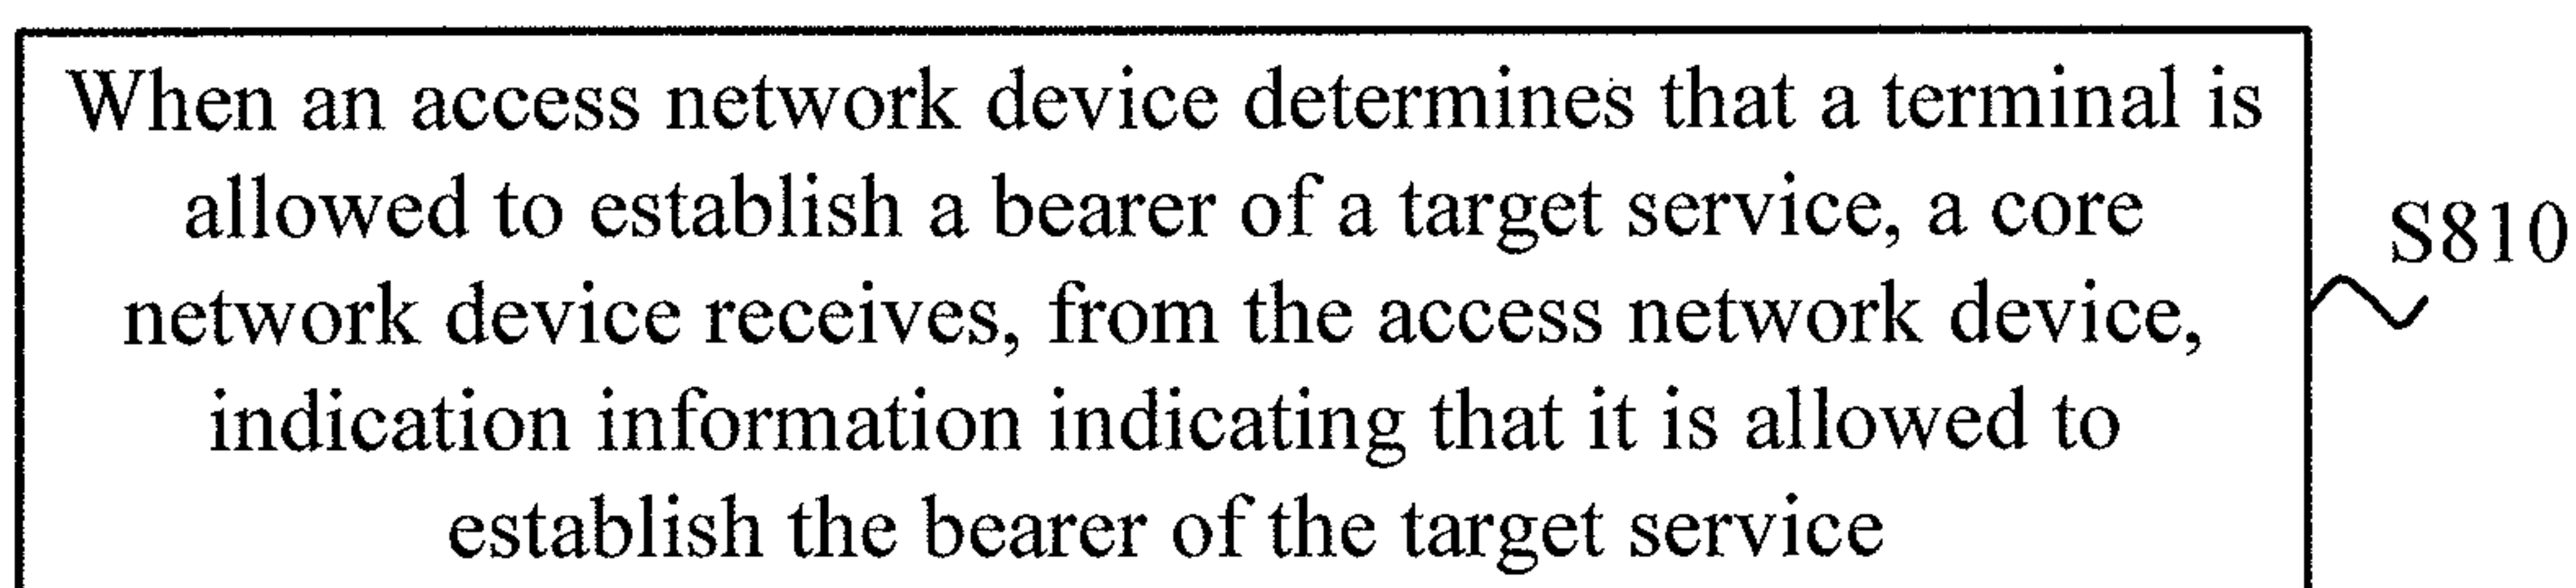 When an access network device determines that a terminal is
allowed to establish a bearer of a target service, a core
network device receives, from the access network device,
indication information indicating that it is allowed to
establish the bearer of the target service
S810